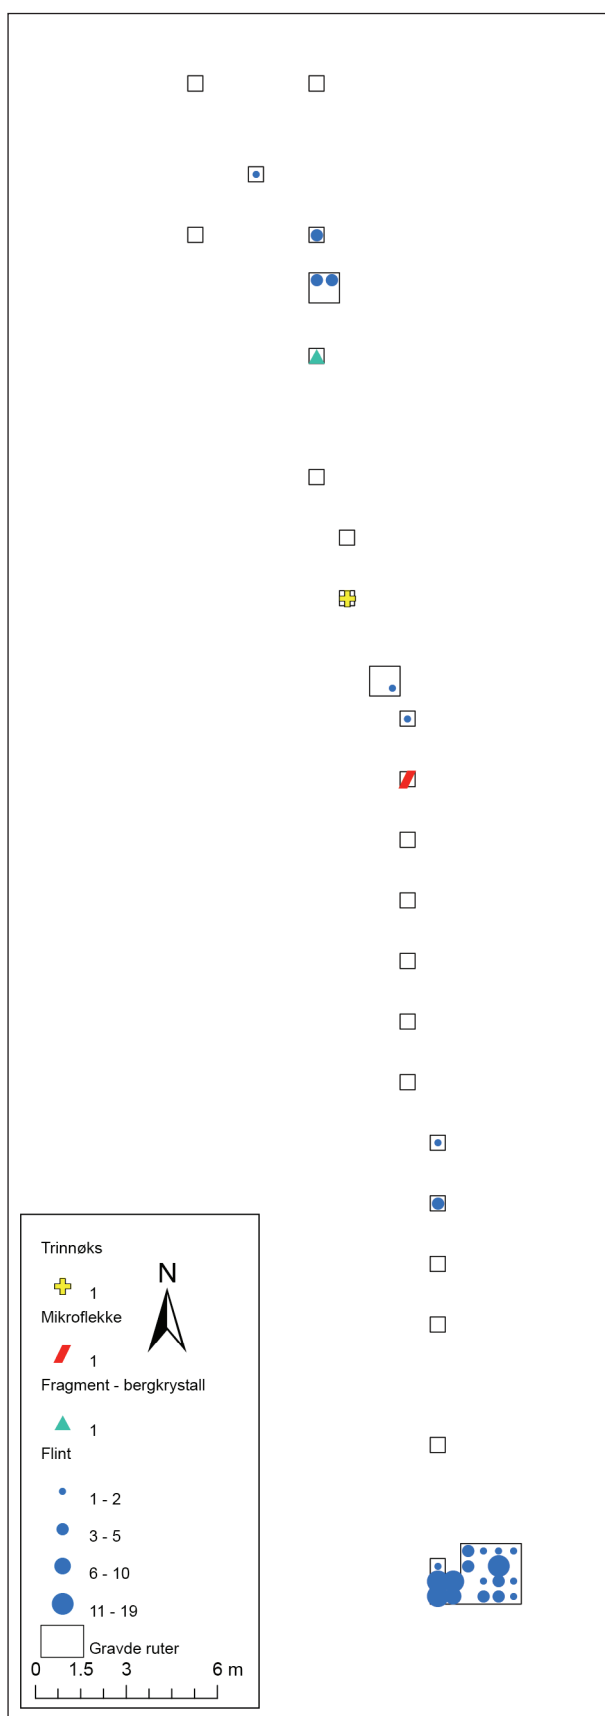 Trinnøks
N
1
Mikroflekke
1
Fragment - bergkrystall
1
Flint
1 - 2
3 - 5
6 - 10
11 - 19
Gravde ruter
0 1.5 3 6 m